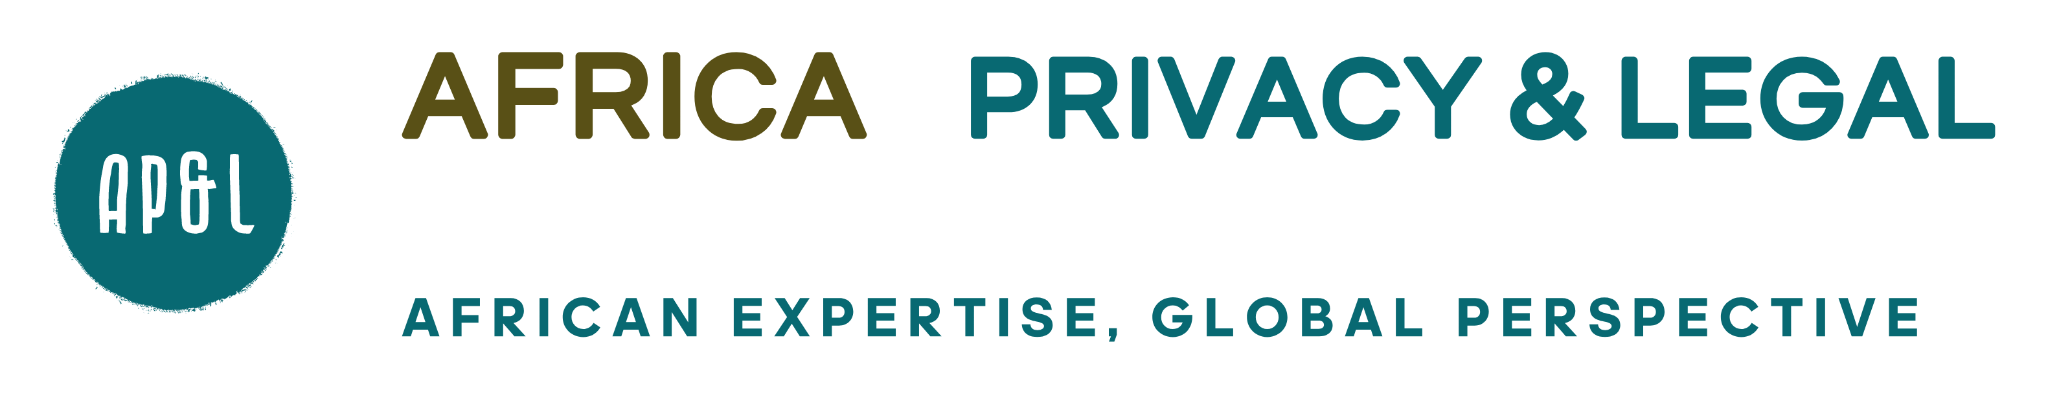 AP&L
AFRICA PRIVACY & LEGAL
AFRICAN EXPERTISE, GLOBAL PERSPECTIVE